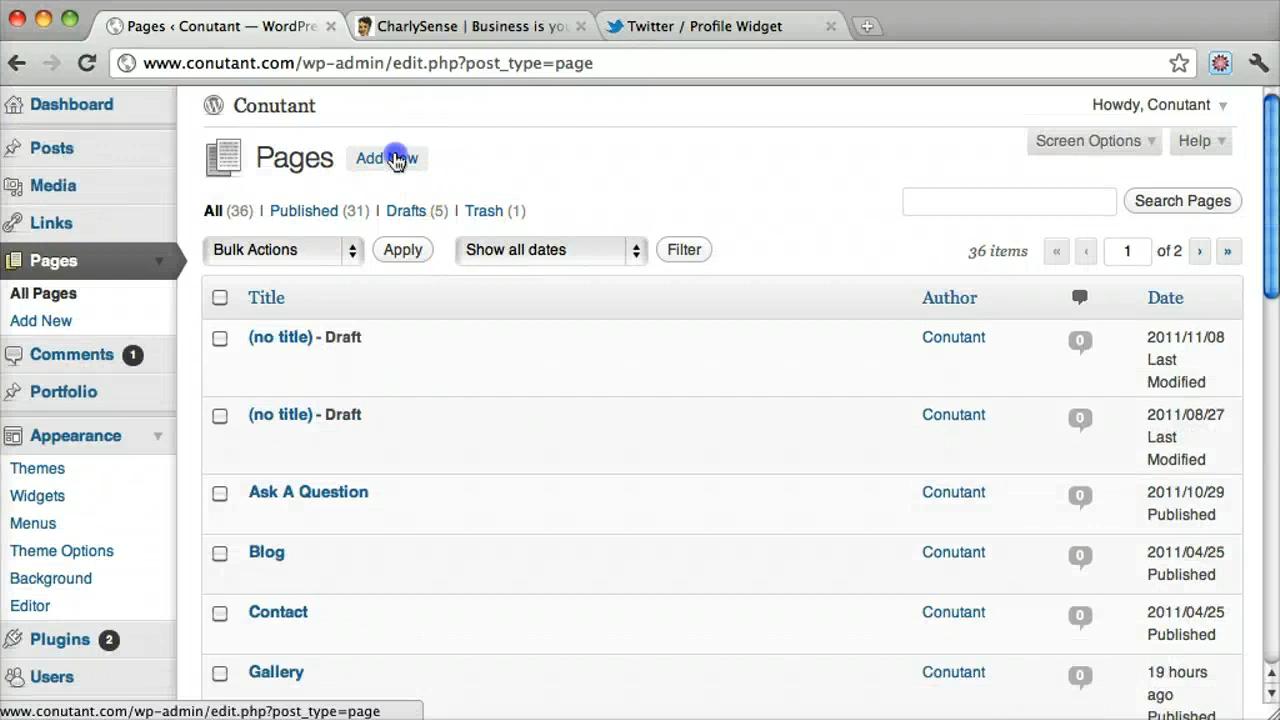 Pages ‹ Conutant — WordPre
CharlySense | Business is you
Twitter / Profile Widget
www.conutant.com/wp-admin/edit.php?post_type=page
Dashboard
Posts
Media
Links
Pages
All Pages
Add New
Comments 1
Portfolio
Appearance
Themes
Widgets
Menus
Theme Options
Background
Editor
Plugins 2
Users
Conutant
Howdy, Conutant
Screen Options
Help
Pages
Add New
All (36) | Published (31) | Drafts (5) | Trash (1)
Search Pages
Bulk Actions
Apply
Show all dates
Filter
36 items « ‹ 1 of 2 › »
Title Author Date
(no title) - Draft Conutant 0 2011/11/08
Last
Modified
(no title) - Draft Conutant 0 2011/08/27
Last
Modified
Ask A Question Conutant 0 2011/10/29
Published
Blog Conutant 0 2011/04/25
Published
Contact Conutant 0 2011/04/25
Published
Gallery Conutant 0 19 hours
ago
Published
www.conutant.com/wp-admin/edit.php?post_type=page